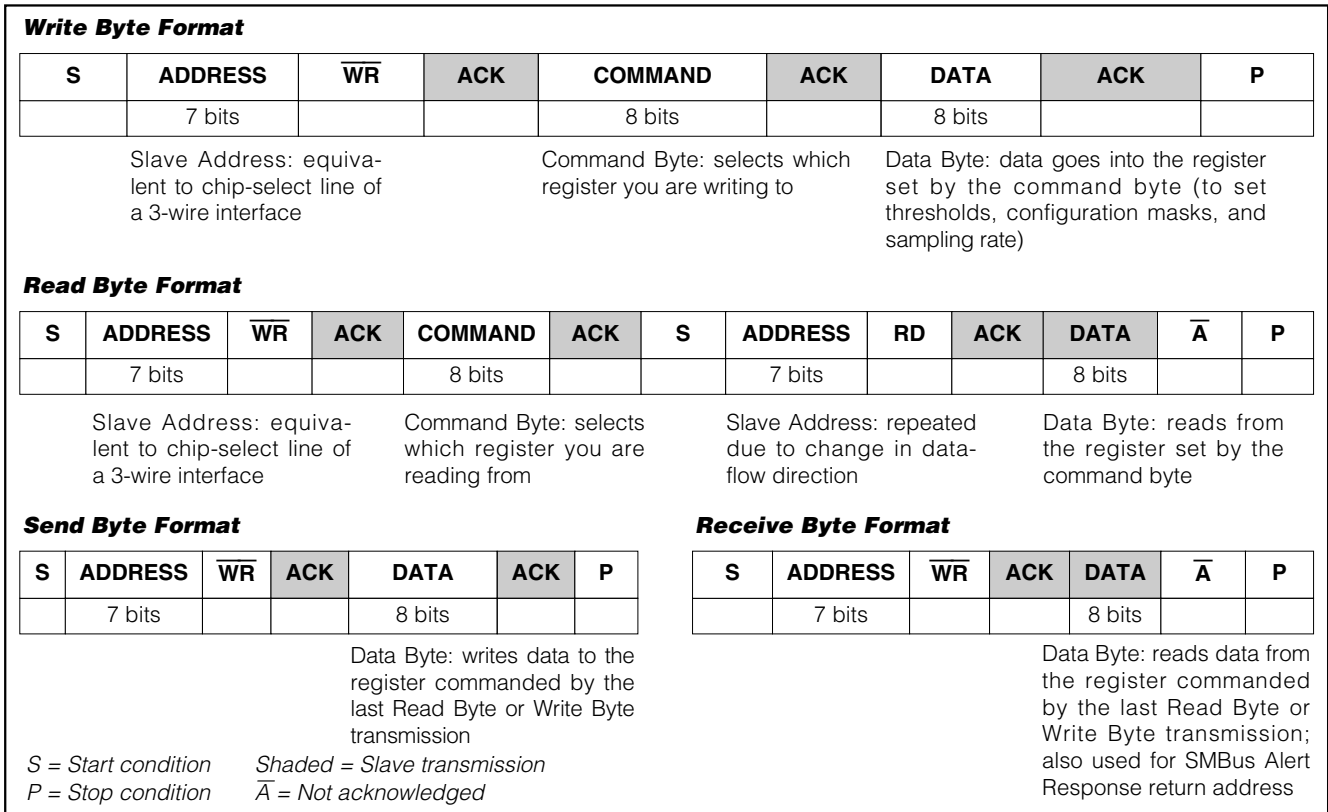 Write Byte Format
S ADDRESS W̅R̅ ACK COMMAND ACK DATA ACK P
7 bits 8 bits 8 bits
Slave Address: equiva-
lent to chip-select line of
a 3-wire interface
Command Byte: selects which
register you are writing to
Data Byte: data goes into the register
set by the command byte (to set
thresholds, configuration masks, and
sampling rate)
Read Byte Format
S ADDRESS W̅R̅ ACK COMMAND ACK S ADDRESS RD ACK DATA A̅ P
7 bits 8 bits 7 bits 8 bits
Slave Address: equiva-
lent to chip-select line of
a 3-wire interface
Command Byte: selects
which register you are
reading from
Slave Address: repeated
due to change in data-
flow direction
Data Byte: reads from
the register set by the
command byte
Send Byte Format
S ADDRESS W̅R̅ ACK DATA ACK P
7 bits 8 bits
Data Byte: writes data to the
register commanded by the
last Read Byte or Write Byte
transmission
Receive Byte Format
S ADDRESS W̅R̅ ACK DATA A̅ P
7 bits 8 bits
Data Byte: reads data from
the register commanded
by the last Read Byte or
Write Byte transmission;
also used for SMBus Alert
Response return address
S = Start condition Shaded = Slave transmission
P = Stop condition A̅ = Not acknowledged